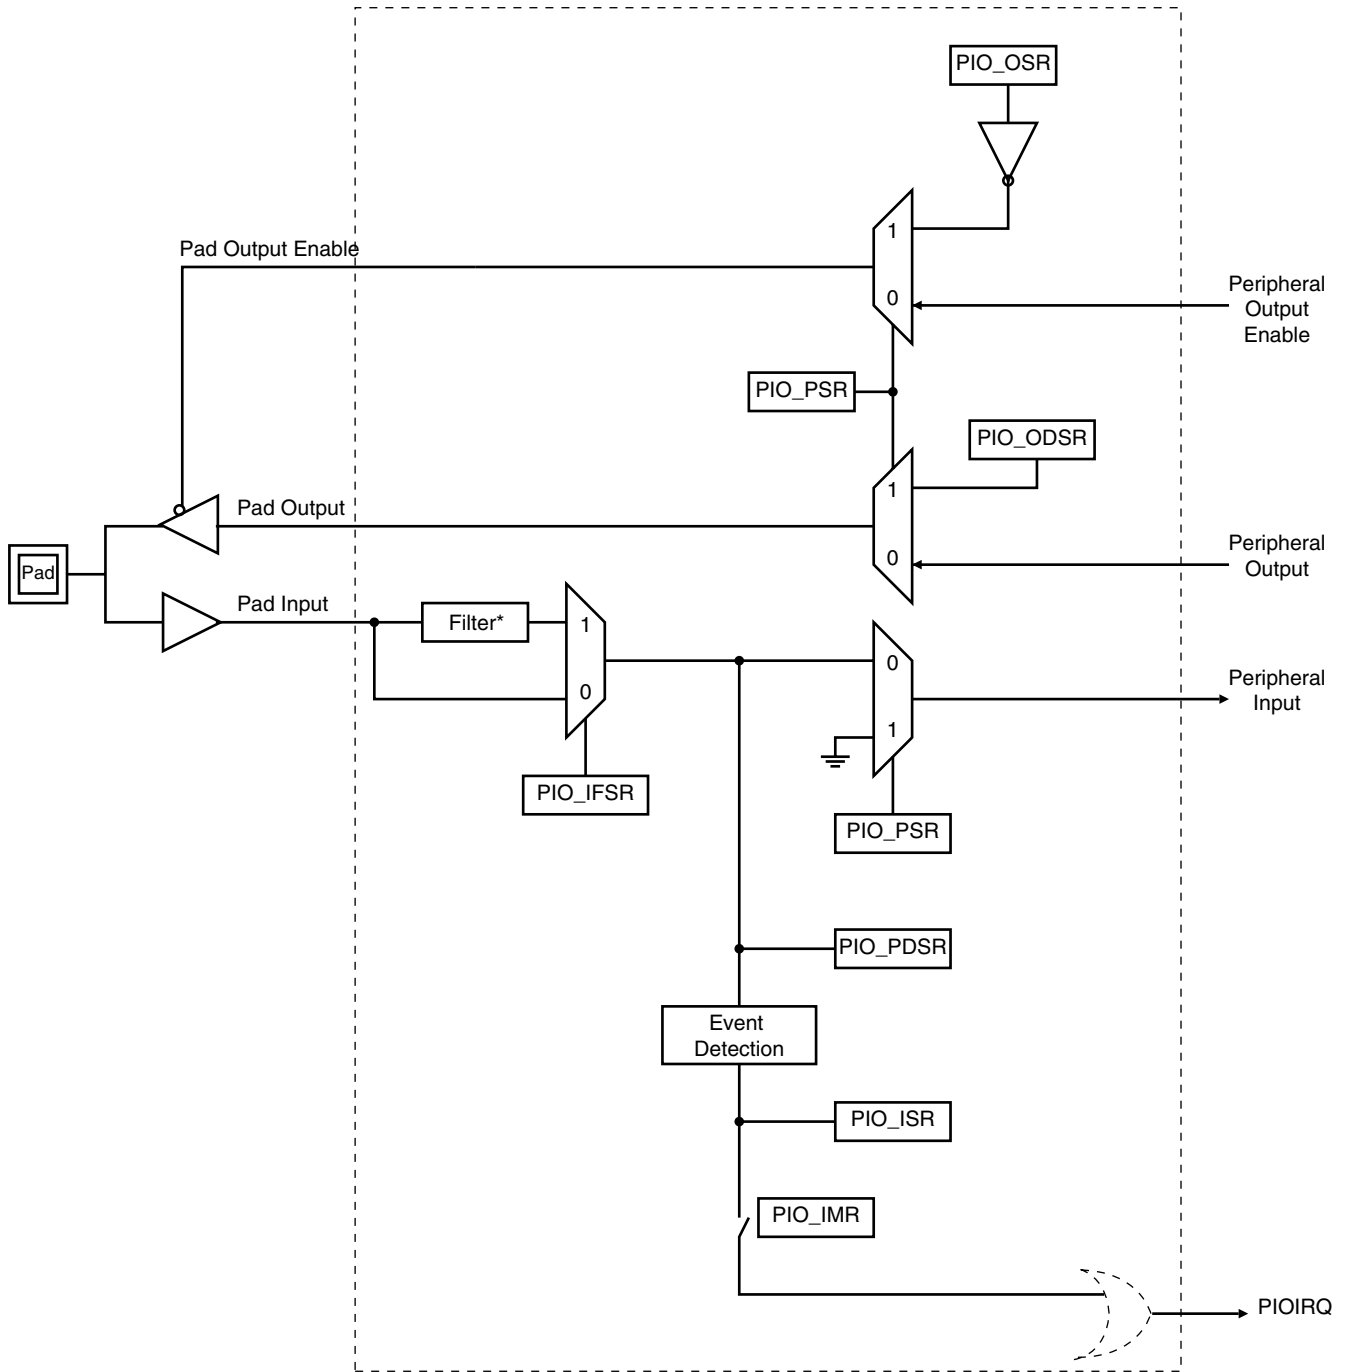 PIO_OSR
1
Pad Output Enable
0
Peripheral
Output
Enable
PIO_PSR
PIO_ODSR
1
Pad Output
0
Peripheral
Output
Pad
Pad Input
Filter*
1
0
0
1
Peripheral
Input
PIO_IFSR
PIO_PSR
PIO_PDSR
Event
Detection
PIO_ISR
PIO_IMR
PIOIRQ